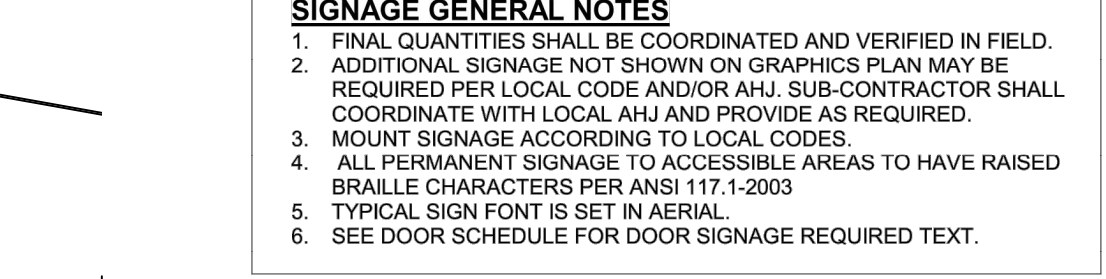 SIGNAGE GENERAL NOTES
1. FINAL QUANTITIES SHALL BE COORDINATED AND VERIFIED IN FIELD.
2. ADDITIONAL SIGNAGE NOT SHOWN ON GRAPHICS PLAN MAY BE
REQUIRED PER LOCAL CODE AND/OR AHJ. SUB-CONTRACTOR SHALL
COORDINATE WITH LOCAL AHJ AND PROVIDE AS REQUIRED.
3. MOUNT SIGNAGE ACCORDING TO LOCAL CODES.
4. ALL PERMANENT SIGNAGE TO ACCESSIBLE AREAS TO HAVE RAISED
BRAILLE CHARACTERS PER ANSI 117.1-2003
5. TYPICAL SIGN FONT IS SET IN AERIAL.
6. SEE DOOR SCHEDULE FOR DOOR SIGNAGE REQUIRED TEXT.